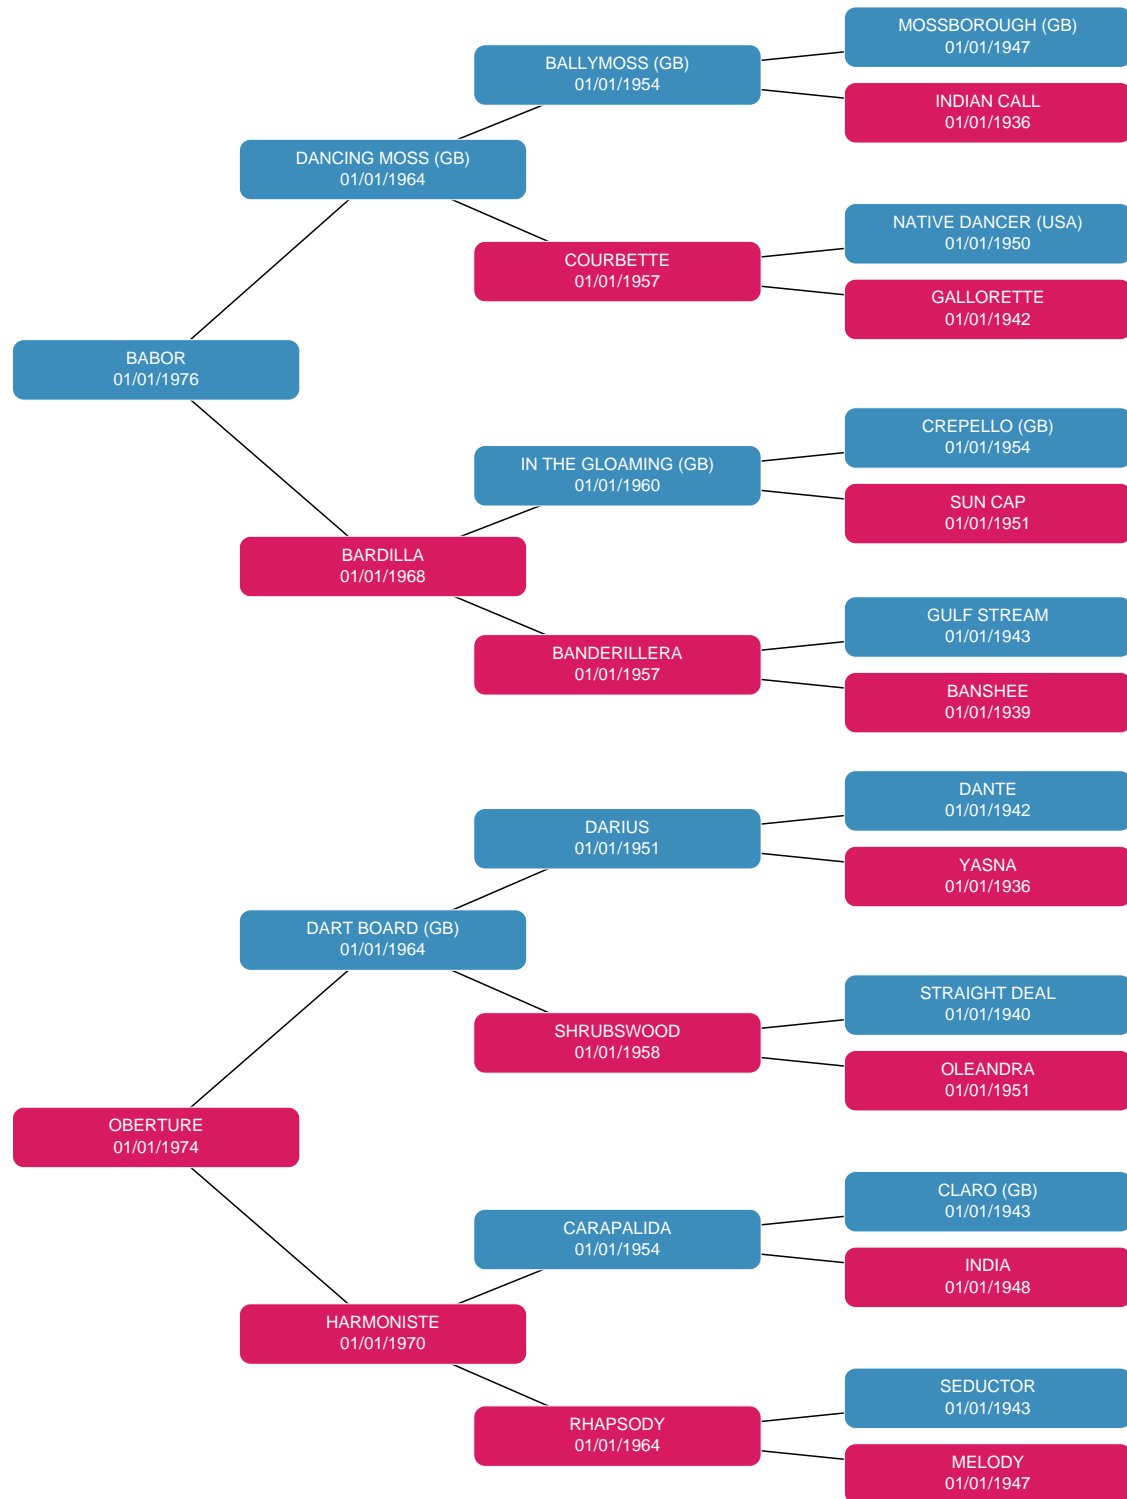 MOSSBOROUGH (GB)
01/01/1947
BALLYMOSS (GB)
01/01/1954
INDIAN CALL
01/01/1936
DANCING MOSS (GB)
01/01/1964
NATIVE DANCER (USA)
01/01/1950
COURBETTE
01/01/1957
GALLORETTE
01/01/1942
BABOR
01/01/1976
CREPELLO (GB)
01/01/1954
IN THE GLOAMING (GB)
01/01/1960
SUN CAP
01/01/1951
BARDILLA
01/01/1968
GULF STREAM
01/01/1943
BANDERILLERA
01/01/1957
BANSHEE
01/01/1939
DANTE
01/01/1942
DARIUS
01/01/1951
YASNA
01/01/1936
DART BOARD (GB)
01/01/1964
STRAIGHT DEAL
01/01/1940
SHRUBSWOOD
01/01/1958
OLEANDRA
01/01/1951
OBERTURE
01/01/1974
CLARO (GB)
01/01/1943
CARAPALIDA
01/01/1954
INDIA
01/01/1948
HARMONISTE
01/01/1970
SEDUCTOR
01/01/1943
RHAPSODY
01/01/1964
MELODY
01/01/1947